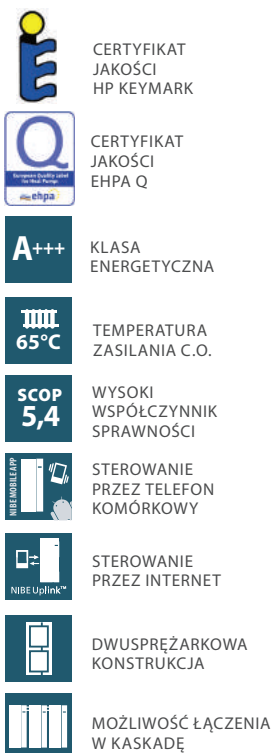 CERTYFIKAT
JAKOŚCI
HP KEYMARK
Q
European Quality Label
for Heat Pumps
ehpa
CERTYFIKAT
JAKOŚCI
EHPA Q
A+++
KLASA
ENERGETYCZNA
65°C
TEMPERATURA
ZASILANIA C.O.
SCOP
5,4
WYSOKI
WSPÓŁCZYNNIK
SPRAWNOŚCI
NIBE MOBILE APP
STEROWANIE
PRZEZ TELEFON
KOMÓRKOWY
NIBE Uplink™
STEROWANIE
PRZEZ INTERNET
DWUSPRĘŻARKOWA
KONSTRUKCJA
MOŻLIWOŚĆ ŁĄCZENIA
W KASKADĘ